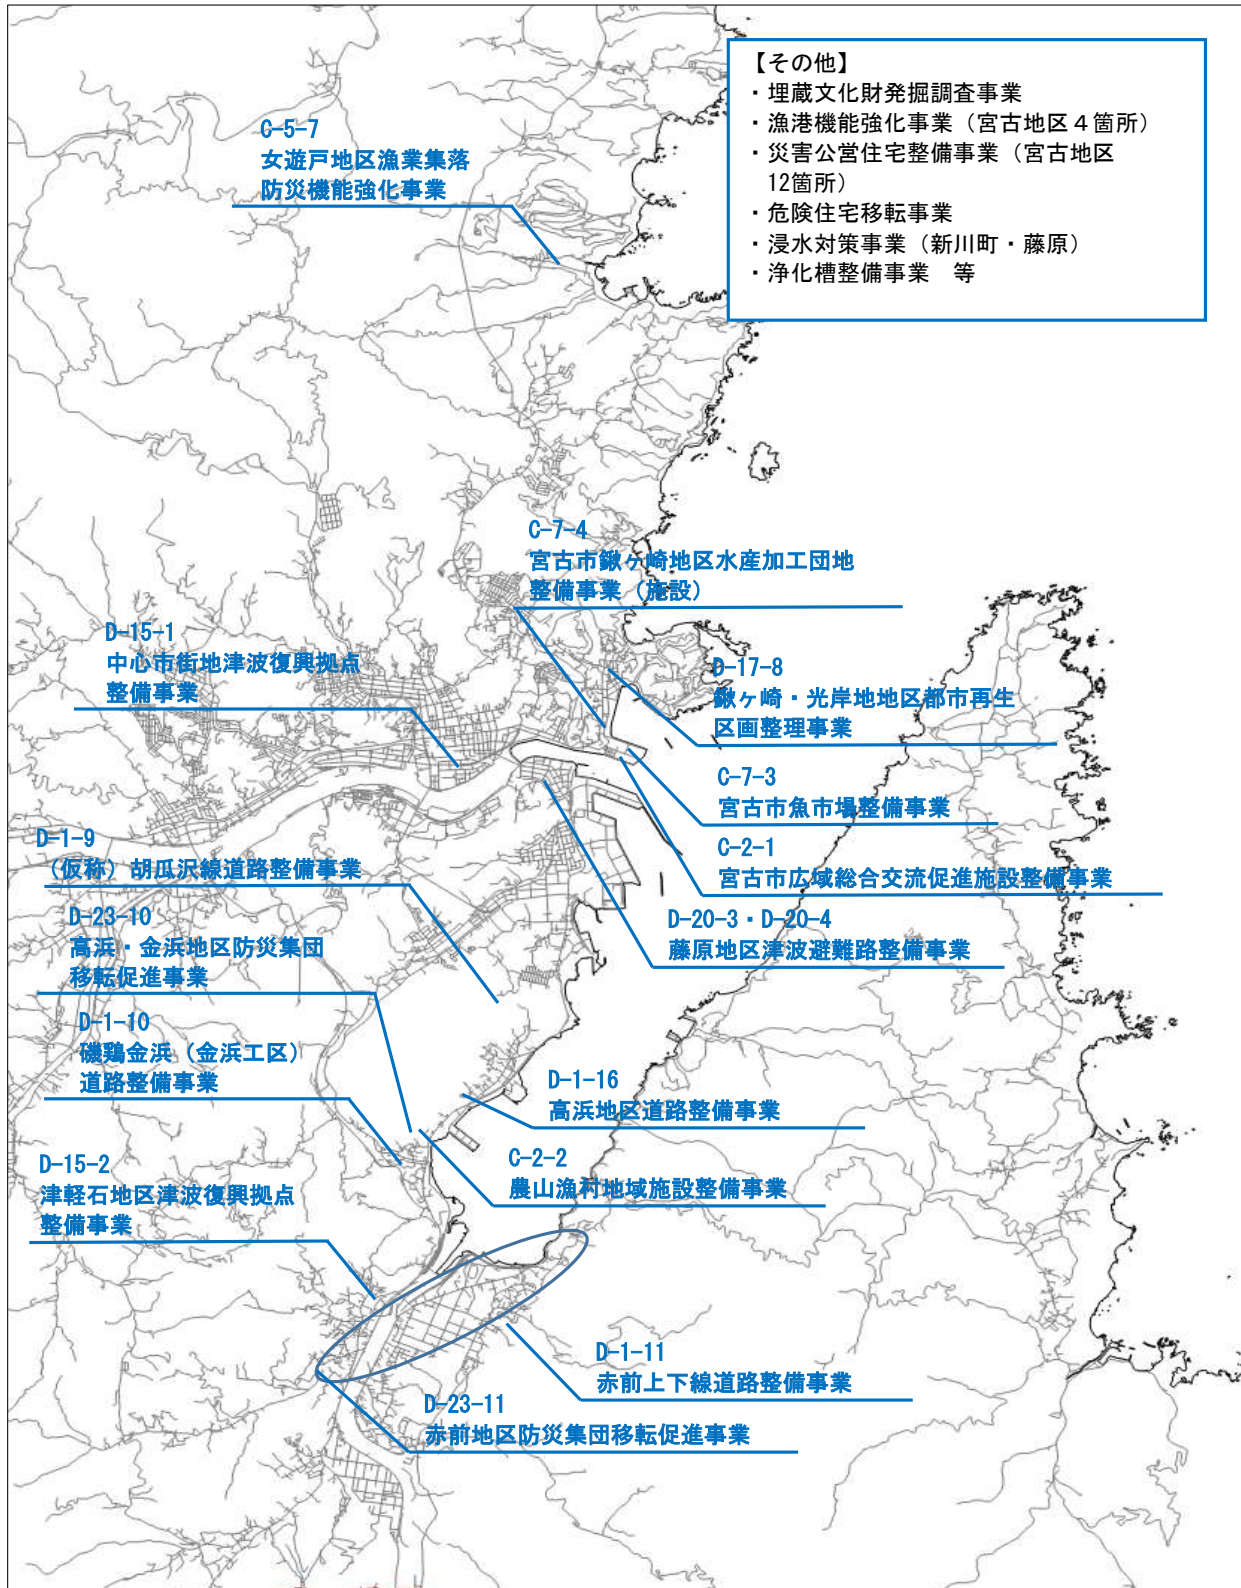 【その他】
・埋蔵文化財発掘調査事業
・漁港機能強化事業（宮古地区４箇所）
・災害公営住宅整備事業（宮古地区
12箇所）
・危険住宅移転事業
・浸水対策事業（新川町・藤原）
・浄化槽整備事業　等
C-5-7
女遊戸地区漁業集落
防災機能強化事業
C-7-4
宮古市鍬ヶ崎地区水産加工団地
整備事業（施設）
D-15-1
中心市街地津波復興拠点
整備事業
D-17-8
鍬ヶ崎・光岸地地区都市再生
区画整理事業
C-7-3
宮古市魚市場整備事業
C-2-1
宮古市広域総合交流促進施設整備事業
D-1-9
（仮称）胡瓜沢線道路整備事業
D-20-3・D-20-4
藤原地区津波避難路整備事業
D-23-10
高浜・金浜地区防災集団
移転促進事業
D-1-10
磯鶏金浜（金浜工区）
道路整備事業
D-1-16
高浜地区道路整備事業
C-2-2
農山漁村地域施設整備事業
D-15-2
津軽石地区津波復興拠点
整備事業
D-1-11
赤前上下線道路整備事業
D-23-11
赤前地区防災集団移転促進事業